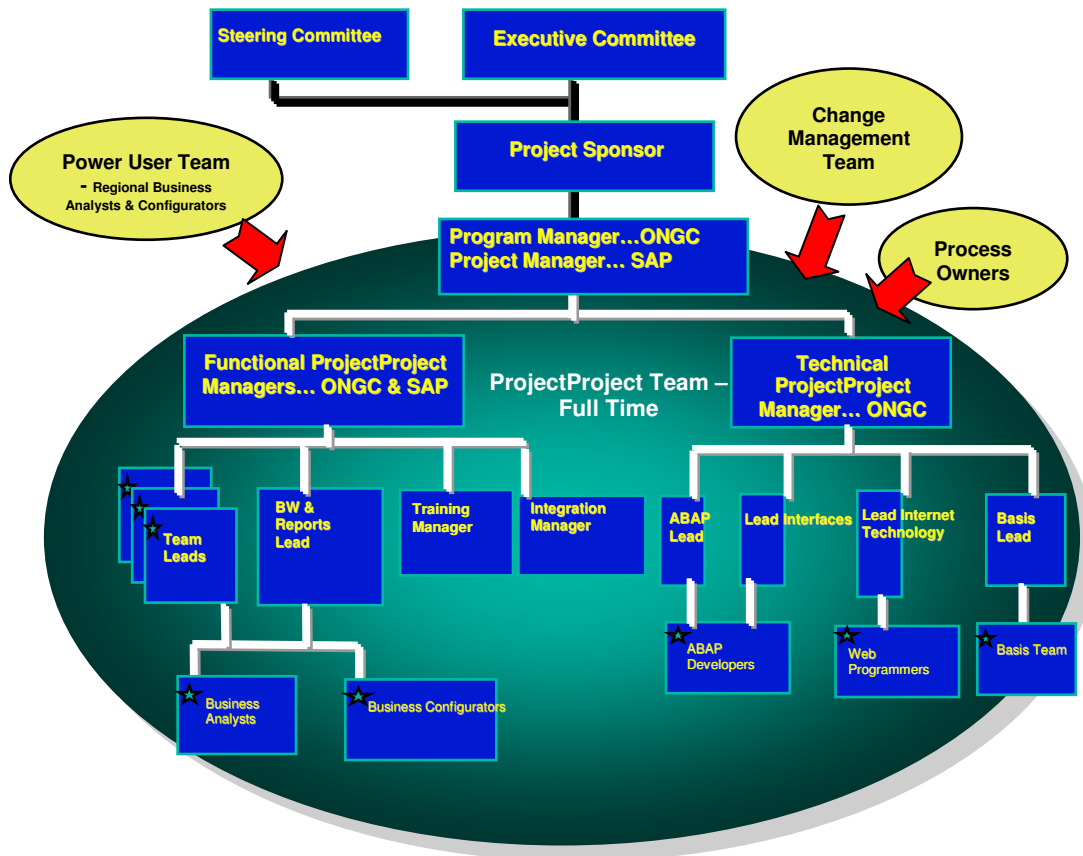 Steering Committee
Executive Committee
Project Sponsor
Change
Management
Team
Power User Team
- Regional Business
Analysts & Configurators
Program Manager...ONGC
Project Manager... SAP
Process
Owners
Functional ProjectProject
Managers... ONGC & SAP
ProjectProject Team –
Full Time
Technical
ProjectProject
Manager... ONGC
Team
Leads
BW &
Reports
Lead
Training
Manager
Integration
Manager
ABAP
Lead
Lead Interfaces
Lead Internet
Technology
Basis
Lead
ABAP
Developers
Web
Programmers
Basis Team
Business
Analysts
Business Configurators